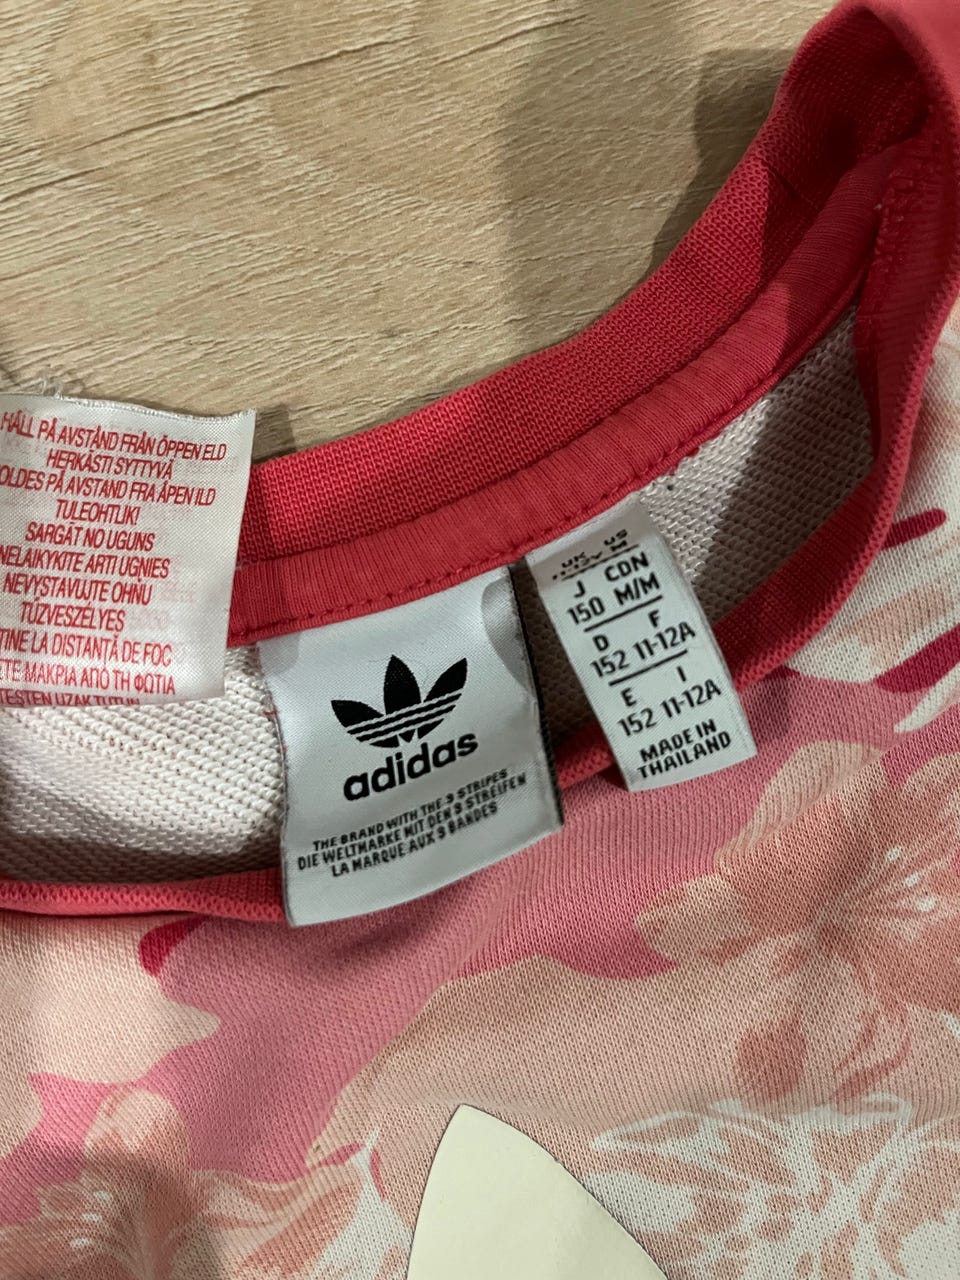 HÅLL PÅ AVSTÅND FRÅN ÖPPEN ELD
HERKÄSTI SYTTYVÄ
OLDES PÅ AVSTAND FRA ÅPEN ILD
TULEOHTLIK!
SARGĀT NO UGUNS
NELAIKYKITE ARTI UGNIES
NEVYSTAVUJTE OHNU
TŰZVESZÉLYES
TINE LA DISTANȚĂ DE FOC
ΜΑΚΡΙΑ ΑΠΟ ΤΗ ΦΩΤΙΑ
TESTEN UZAK TUTUN
adidas
THE BRAND WITH THE 3 STRIPES
DIE WELTMARKE MIT DEN 3 STREIFEN
LA MARQUE AUX 3 BANDES
UK US
M
J CDN
150 M/M
D F
152 11-12A
E I
152 11-12A
MADE IN
THAILAND